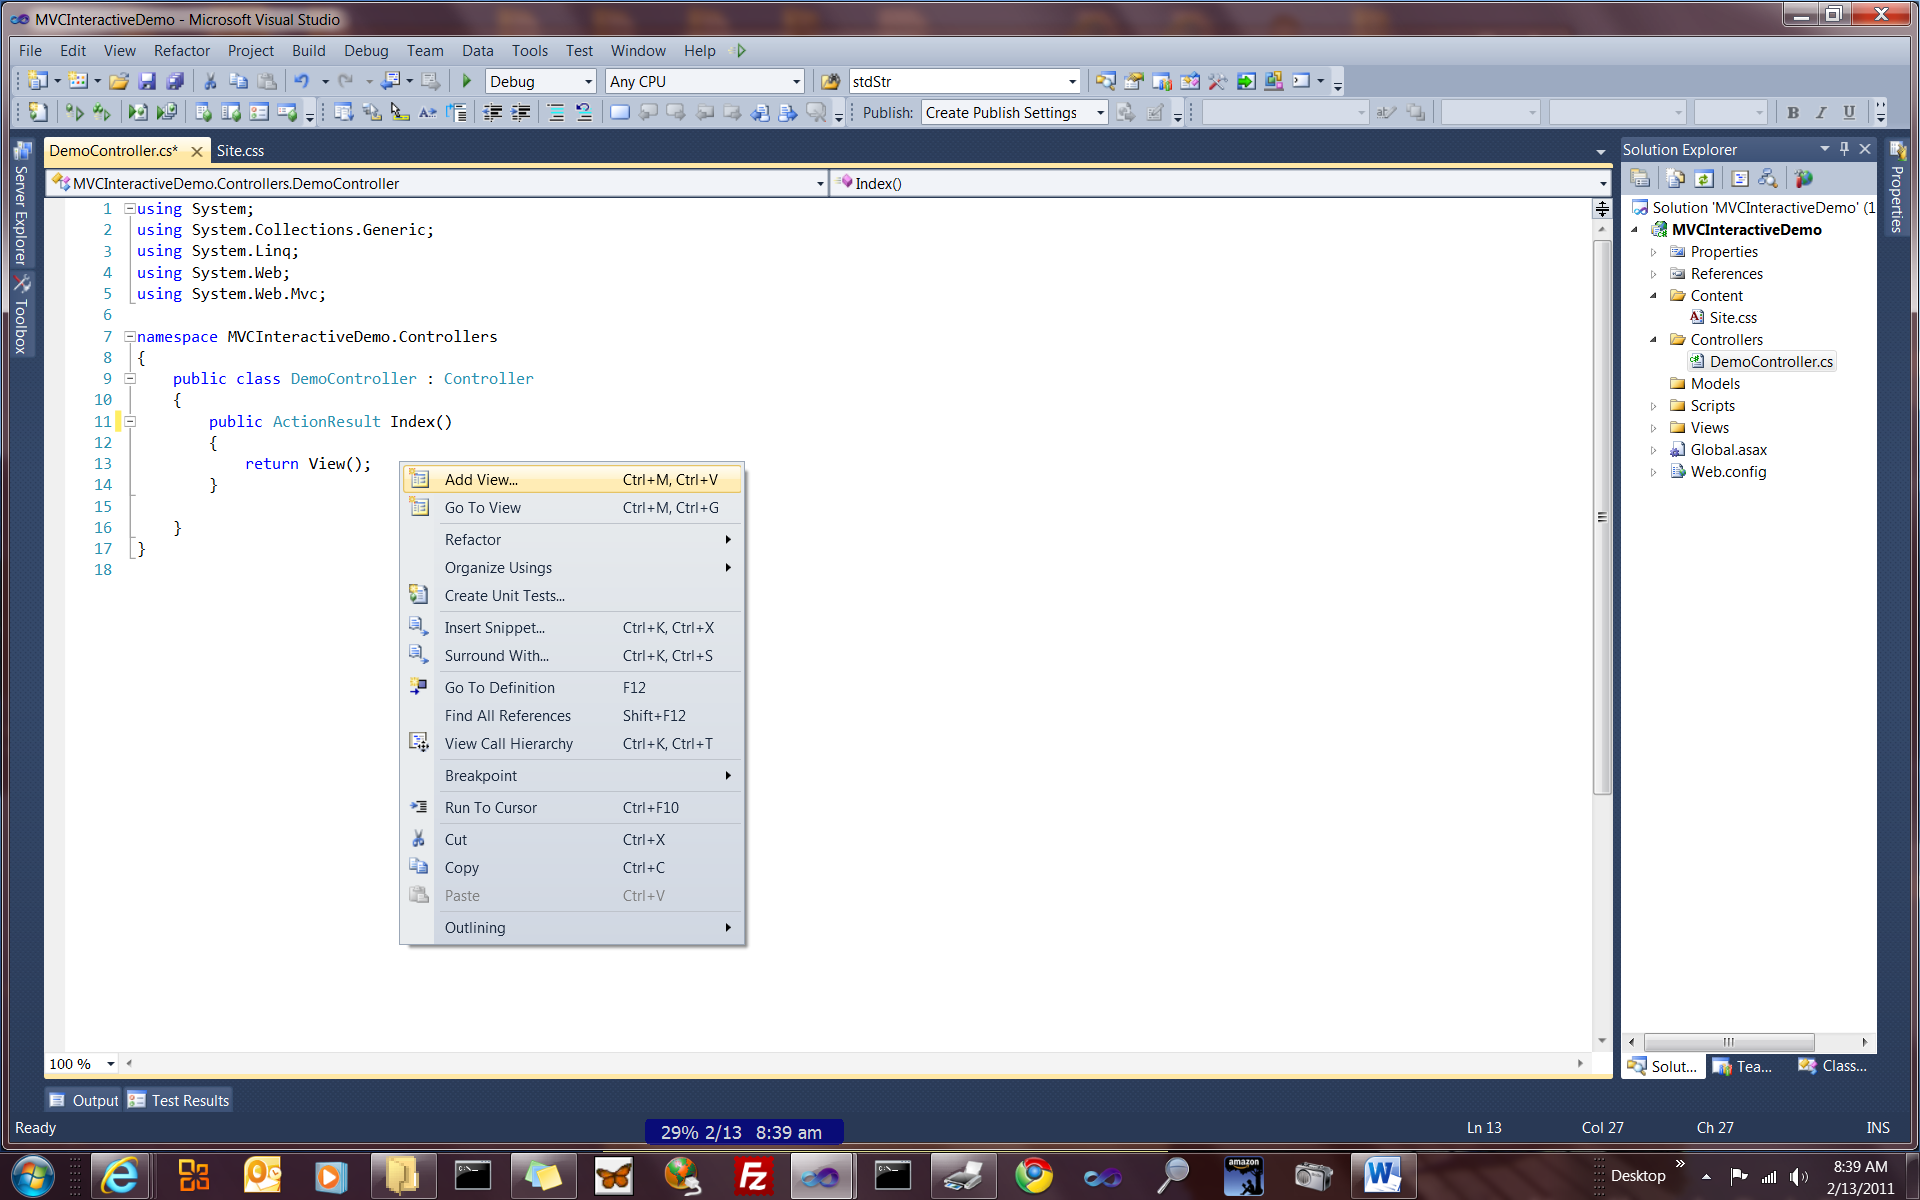 MVCInteractiveDemo - Microsoft Visual Studio
File Edit View Refactor Project Build Debug Team Data Tools Test Window Help
Debug Any CPU stdStr
Publish: Create Publish Settings B I U
DemoController.cs* Site.css
MVCInteractiveDemo.Controllers.DemoController Index()
1 using System;
2 using System.Collections.Generic;
3 using System.Linq;
4 using System.Web;
5 using System.Web.Mvc;
6
7 namespace MVCInteractiveDemo.Controllers
8 {
9 public class DemoController : Controller
10 {
11 public ActionResult Index()
12 {
13 return View();
14 }
15
16 }
17 }
18
Add View... Ctrl+M, Ctrl+V
Go To View Ctrl+M, Ctrl+G
Refactor
Organize Usings
Create Unit Tests...
Insert Snippet... Ctrl+K, Ctrl+X
Surround With... Ctrl+K, Ctrl+S
Go To Definition F12
Find All References Shift+F12
View Call Hierarchy Ctrl+K, Ctrl+T
Breakpoint
Run To Cursor Ctrl+F10
Cut Ctrl+X
Copy Ctrl+C
Paste Ctrl+V
Outlining
Server Explorer
Toolbox
Solution Explorer
Solution 'MVCInteractiveDemo' (1
MVCInteractiveDemo
Properties
References
Content
Site.css
Controllers
DemoController.cs
Models
Scripts
Views
Global.asax
Web.config
Solut... Tea... Class...
Properties
100 %
Output Test Results
Ready Ln 13 Col 27 Ch 27 INS
29% 2/13 8:39 am
amazon
Desktop
8:39 AM
2/13/2011